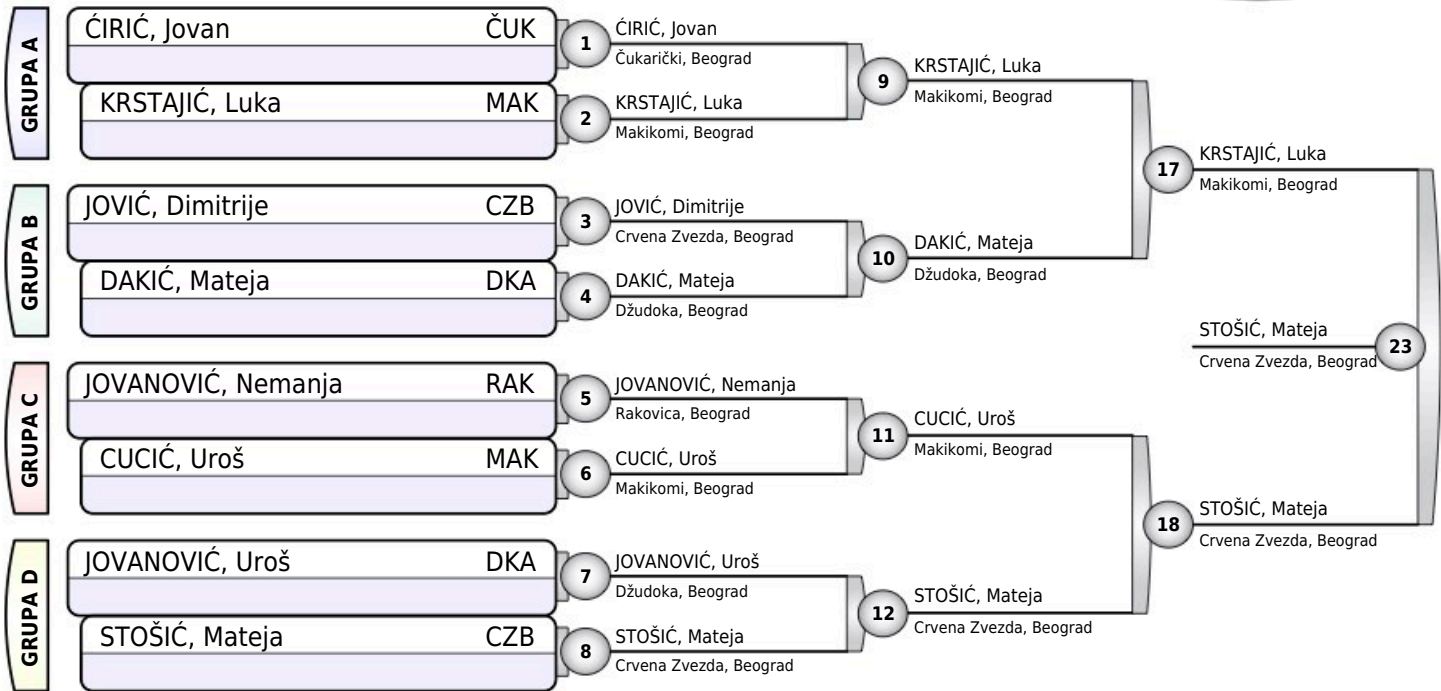 GRUPA A
ĆIRIĆ, Jovan ČUK
KRSTAJIĆ, Luka MAK
1
ĆIRIĆ, Jovan
Čukarički, Beograd
2
KRSTAJIĆ, Luka
Makikomi, Beograd
9
KRSTAJIĆ, Luka
Makikomi, Beograd
GRUPA B
JOVIĆ, Dimitrije CZB
DAKIĆ, Mateja DKA
3
JOVIĆ, Dimitrije
Crvena Zvezda, Beograd
4
DAKIĆ, Mateja
Džudoka, Beograd
10
DAKIĆ, Mateja
Džudoka, Beograd
17
KRSTAJIĆ, Luka
Makikomi, Beograd
GRUPA C
JOVANOVIĆ, Nemanja RAK
CUCIĆ, Uroš MAK
5
JOVANOVIĆ, Nemanja
Rakovica, Beograd
6
CUCIĆ, Uroš
Makikomi, Beograd
11
CUCIĆ, Uroš
Makikomi, Beograd
GRUPA D
JOVANOVIĆ, Uroš DKA
STOŠIĆ, Mateja CZB
7
JOVANOVIĆ, Uroš
Džudoka, Beograd
8
STOŠIĆ, Mateja
Crvena Zvezda, Beograd
12
STOŠIĆ, Mateja
Crvena Zvezda, Beograd
18
STOŠIĆ, Mateja
Crvena Zvezda, Beograd
STOŠIĆ, Mateja
Crvena Zvezda, Beograd
23